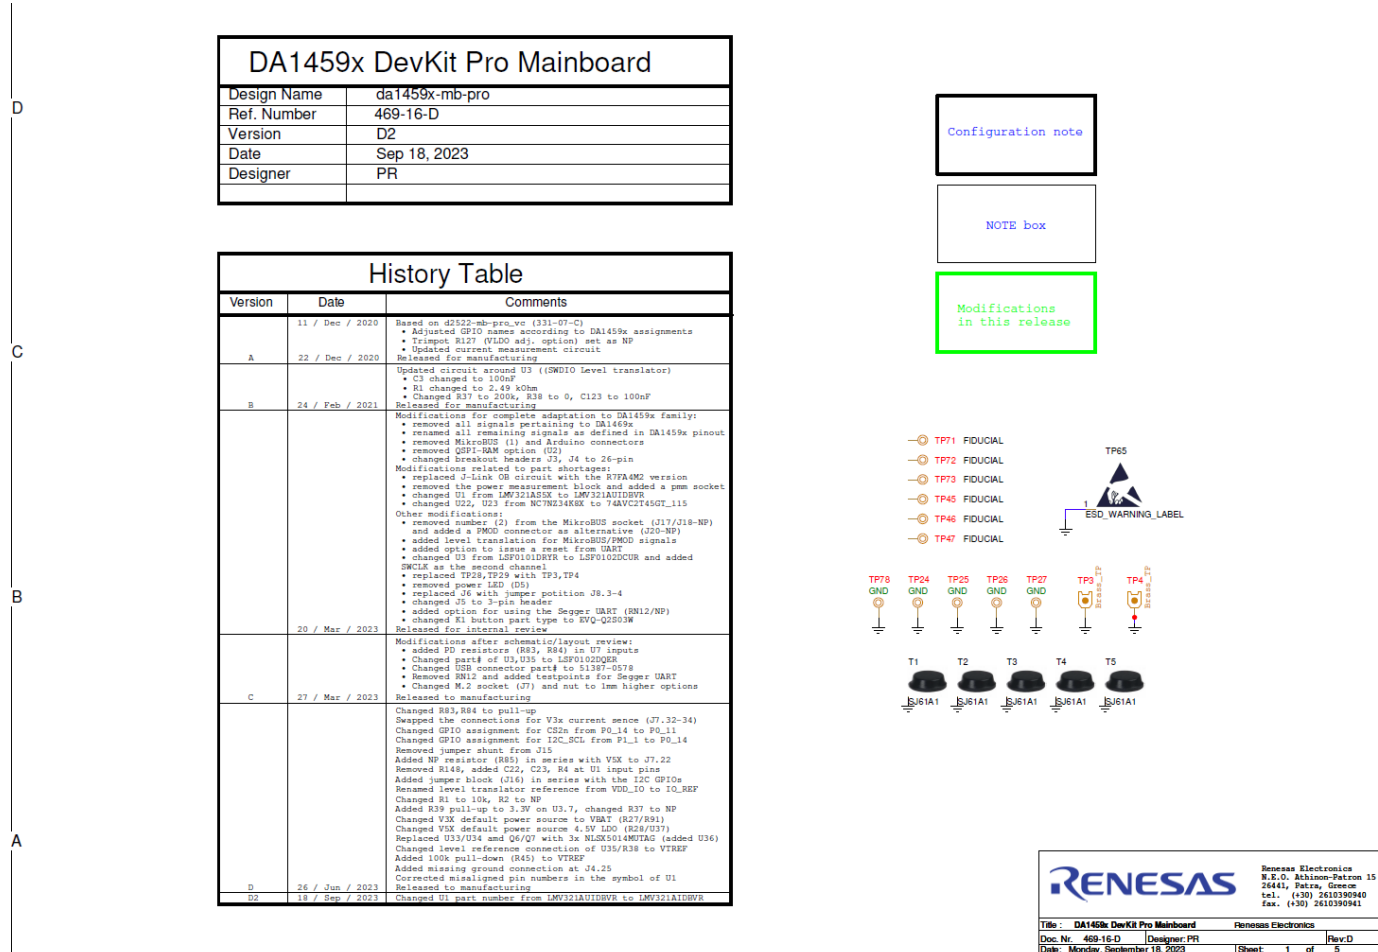 DA1459x DevKit Pro Mainboard
Design Name da1459x-mb-pro
Ref. Number 469-16-D
Version D2
Date Sep 18, 2023
Designer PR
History Table
Version Date Comments
11 / Dec / 2020 Based on d2522-mb-pro_vc (331-07-C)
• Adjusted GPIO names according to DA1459x assignments
• Trimpot R127 (VLDO adj. option) set as NP
• Updated current measurement circuit
A 22 / Dec / 2020 Released for manufacturing
Updated circuit around U3 ((SWDIO Level translator)
• C3 changed to 100nF
• R1 changed to 2.49 kOhm
• Changed R37 to 200k, R38 to 0, C123 to 100nF
B 24 / Feb / 2021 Released for manufacturing
Modifications for complete adaptation to DA1459x family:
• removed all signals pertaining to DA1469x
• renamed all remaining signals as defined in DA1459x pinout
• removed MikroBUS (1) and Arduino connectors
• removed QSPI-RAM option (U2)
• changed breakout headers J3, J4 to 26-pin
Modifications related to part shortages:
• replaced J-Link OB circuit with the R7FA4M2 version
• removed the power measurement block and added a pmm socket
• changed U1 from LMV321AS5X to LMV321AUIDBVR
• changed U22, U23 from NC7NZ34K8X to 74AVC2T45GT_115
Other modifications:
• removed number (2) from the MikroBUS socket (J17/J18-NP)
and added a PMOD connector as alternative (J20-NP)
• added level translation for MikroBUS/PMOD signals
• added option to issue a reset from UART
• changed U3 from LSF0101DRYR to LSF0102DCUR and added
SWCLK as the second channel
• replaced TP28,TP29 with TP3,TP4
• removed power LED (D5)
• replaced J6 with jumper potition J8.3-4
• changed J5 to 3-pin header
• added option for using the Segger UART (RN12/NP)
• changed K1 button part type to EVQ-Q2S03W
20 / Mar / 2023 Released for internal review
Modifications after schematic/layout review:
• added PD resistors (R83, R84) in U7 inputs
• Changed part# of U3,U35 to LSF0102DQER
• Changed USB connector part# to 51387-0578
• Removed RN12 and added testpoints for Segger UART
• Changed M.2 socket (J7) and nut to 1mm higher options
C 27 / Mar / 2023 Released to manufacturing
Changed R83,R84 to pull-up
Swapped the connections for V3x current sence (J7.32-34)
Changed GPIO assignment for CS2n from P0_14 to P0_11
Changed GPIO assignment for I2C_SCL from P1_1 to P0_14
Removed jumper shunt from J15
Added NP resistor (R85) in series with V5X to J7.22
Removed R148, added C22, C23, R4 at U1 input pins
Added jumper block (J16) in series with the I2C GPIOs
Renamed level translator reference from VDD_IO to IO_REF
Changed R1 to 10k, R2 to NP
Added R39 pull-up to 3.3V on U3.7, changed R37 to NP
Changed V3X default power source to VBAT (R27/R91)
Changed V5X default power source 4.5V LDO (R28/U37)
Replaced U33/U34 amd Q6/Q7 with 3x NLSX5014MUTAG (added U36)
Changed level reference connection of U35/R38 to VTREF
Added 100k pull-down (R45) to VTREF
Added missing ground connection at J4.25
Corrected misaligned pin numbers in the symbol of U1
D 26 / Jun / 2023 Released to manufacturing
D2 18 / Sep / 2023 Changed U1 part number from LMV321AUIDBVR to LMV321AIDBVR
D
C
B
A
Configuration note
NOTE box
Modifications
in this release
TP71 FIDUCIAL
TP72 FIDUCIAL
TP73 FIDUCIAL
TP45 FIDUCIAL
TP46 FIDUCIAL
TP47 FIDUCIAL
TP65
1
ESD_WARNING_LABEL
TP78 TP24 TP25 TP26 TP27 TP3 TP4
GND GND GND GND GND
Brass_TP Brass_TP
T1 T2 T3 T4 T5
SJ61A1 SJ61A1 SJ61A1 SJ61A1 SJ61A1
RENESAS
Renesas Electronics
N.E.O. Athinon-Patron 15
26441, Patra, Greece
tel. (+30) 2610390940
fax. (+30) 2610390941
Title : DA1459x DevKit Pro Mainboard Renesas Electronics
Doc. Nr. 469-16-D Designer: PR Rev:D
Date: Monday, September 18, 2023 Sheet: 1 of 5